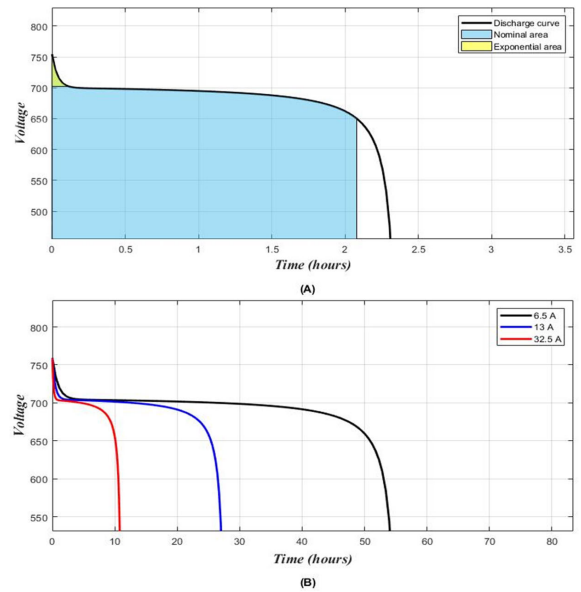 800
750
700
650
600
550
500
Voltage
Discharge curve
Nominal area
Exponential area
0
0.5
1
1.5
2
2.5
3
3.5
Time (hours)
(A)
800
750
700
650
600
550
Voltage
6.5 A
13 A
32.5 A
0
10
20
30
40
50
60
70
80
Time (hours)
(B)